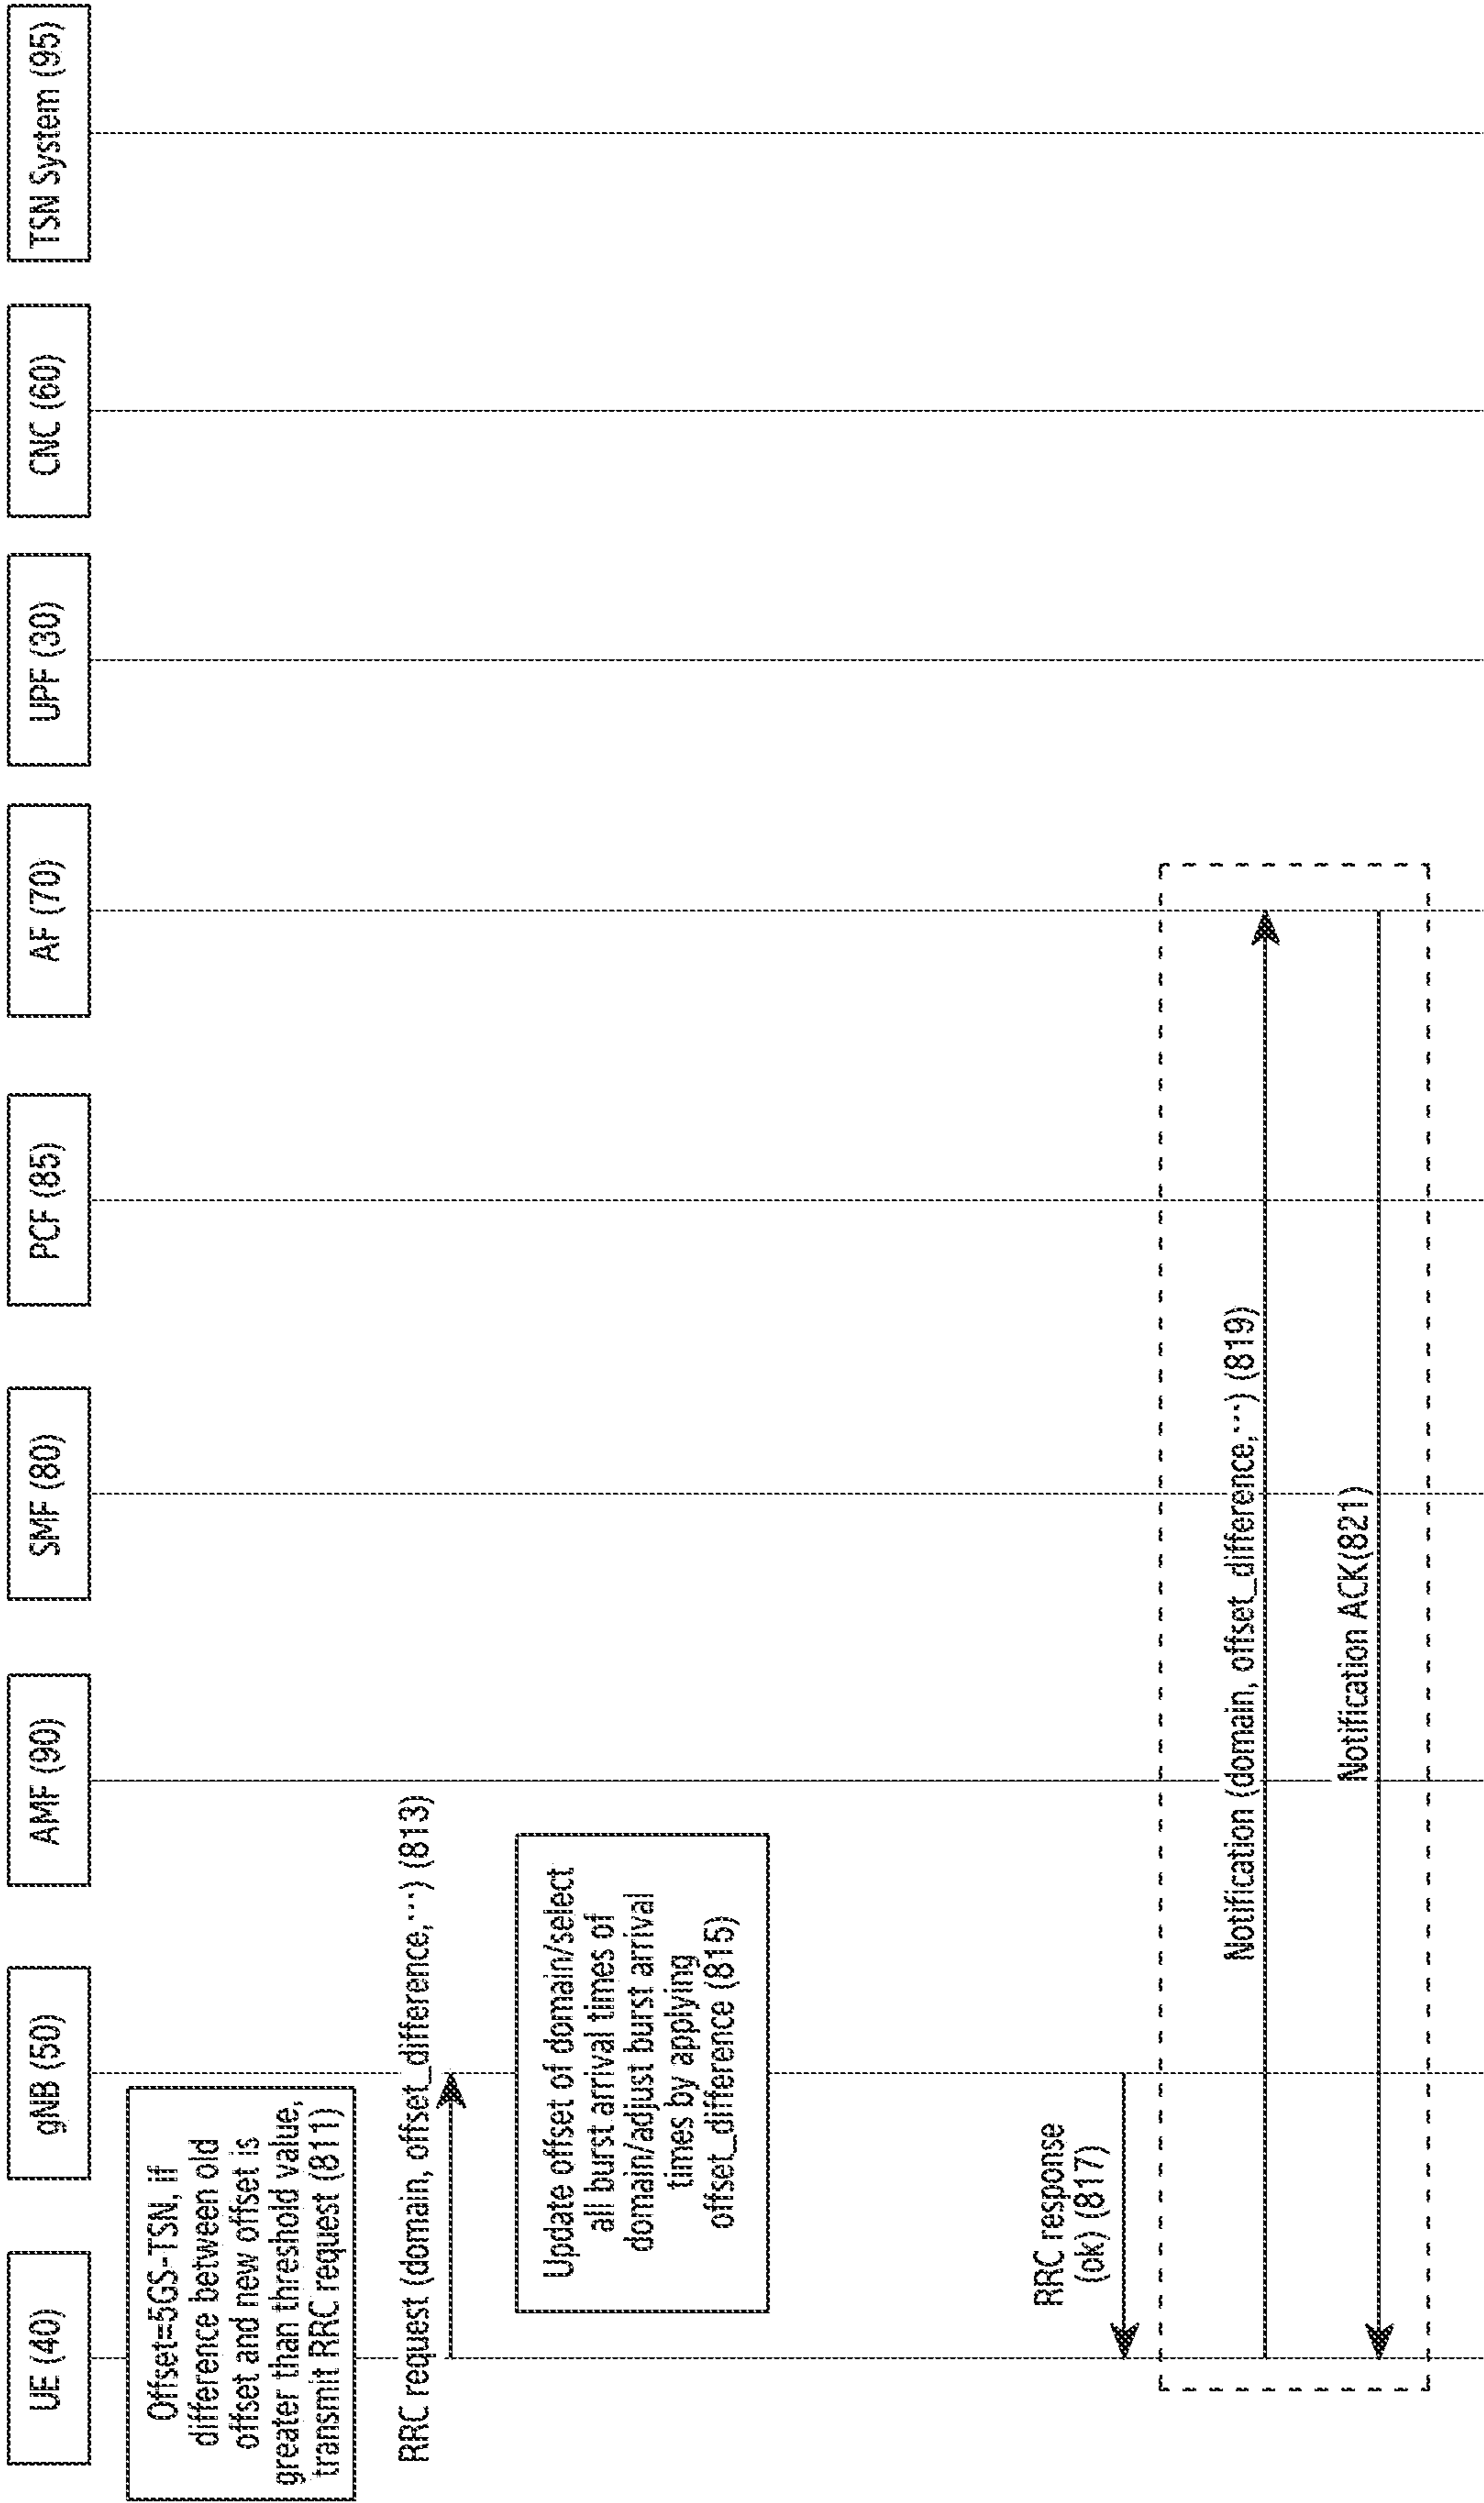 UE (40)
gNB (50)
AMF (90)
SMF (80)
PCF (85)
AF (70)
UPF (30)
CNC (60)
TSN System (95)
Offset=5GS-TSN, if
difference between old
offset and new offset is
greater than threshold value,
transmit RRC request (811)
RRC request (domain, offset_difference,···) (813)
Update offset of domain/select
all burst arrival times of
domain/adjust burst arrival
times by applying
offset_difference (815)
RRC response
(ok) (817)
Notification (domain, offset_difference,···) (819)
Notification ACK(821)